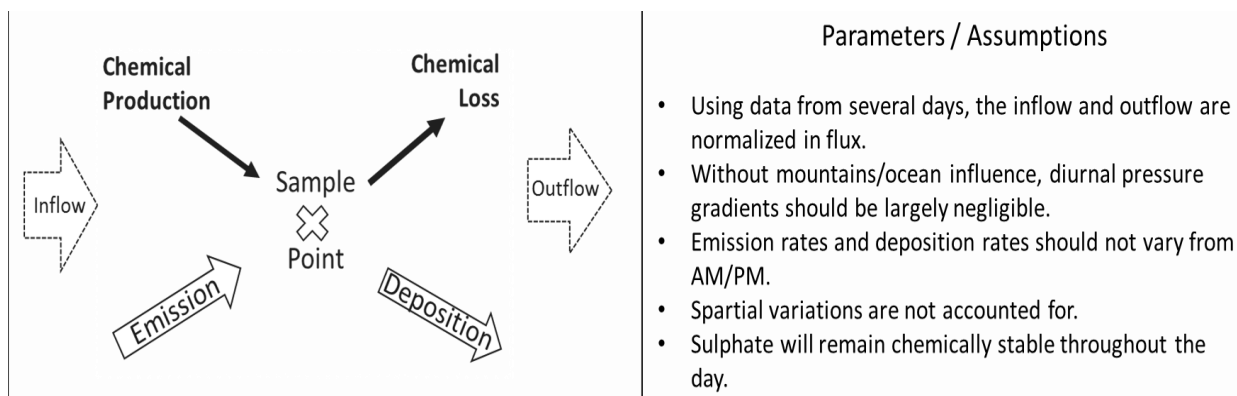 Chemical
Production
Chemical
Loss
Inflow
Sample
Point
Outflow
Emission
Deposition
Parameters / Assumptions
• Using data from several days, the inflow and outflow are
normalized in flux.
• Without mountains/ocean influence, diurnal pressure
gradients should be largely negligible.
• Emission rates and deposition rates should not vary from
AM/PM.
• Spartial variations are not accounted for.
• Sulphate will remain chemically stable throughout the
day.